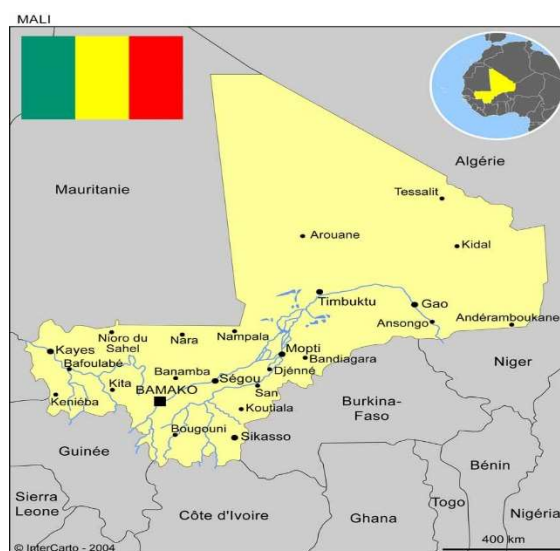 MALI
Algérie
Mauritanie
Tessalit
Arouane
Kidal
Timbuktu
Gao
Ansongo
Andéramboukane
Nioro du
Sahel
Nara
Nampala
Mopti
Kayes
Bafoulabé
Bandiagara
Niger
Banamba
Djénné
Kita
Ségou
BAMAKO
San
Keniéba
Koutiala
Burkina-
Faso
Bougouni
Sikasso
Guinée
Bénin
Sierra
Leone
Côte d'Ivoire
Ghana
Togo
Nigéria
© InterCarto - 2004
400 km